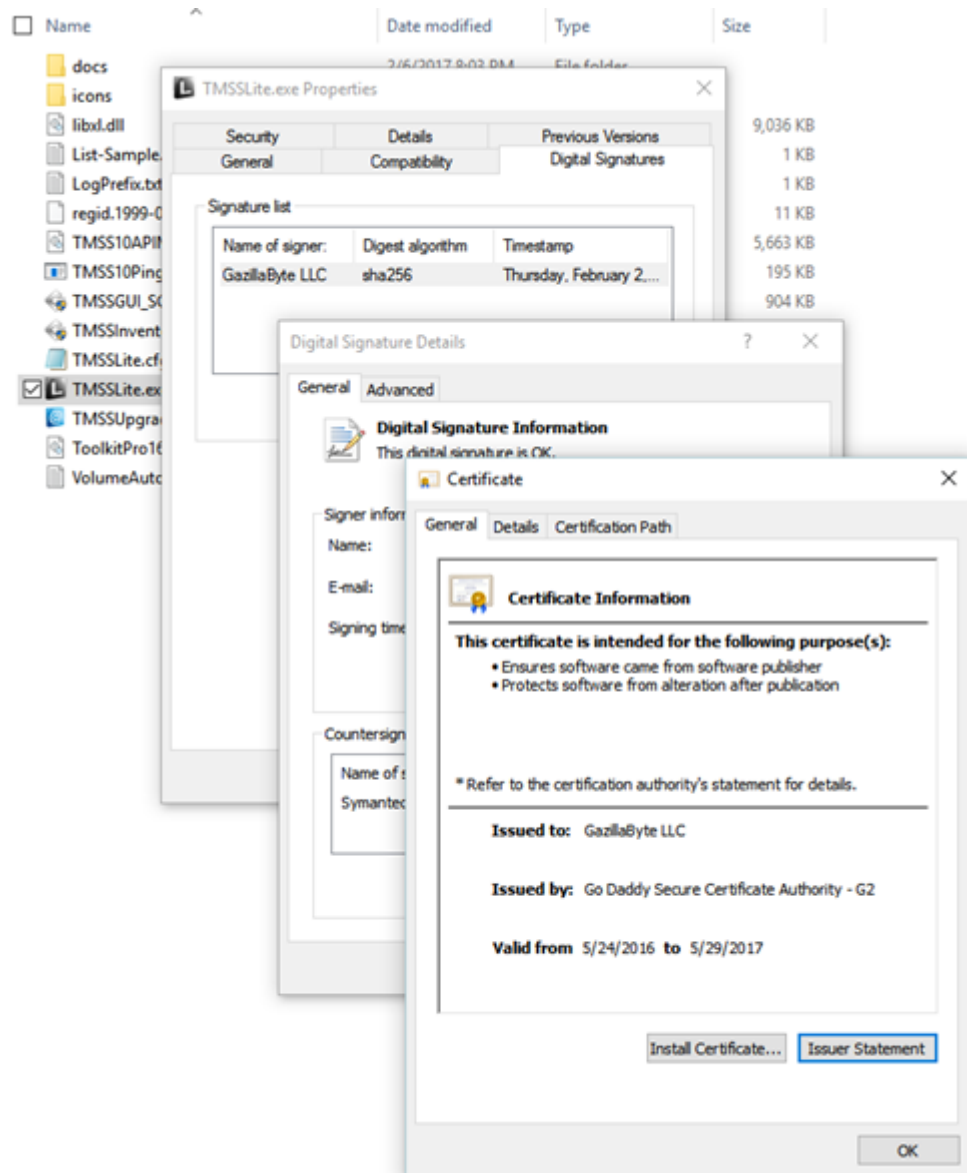 Name Date modified Type Size
docs 2/6/2017 8:03 PM File folder
icons
libxl.dll 9,036 KB
List-Sample. 1 KB
LogPrefix.txt 1 KB
regid.1999-0 11 KB
TMSS10API 5,663 KB
TMSS10Ping 195 KB
TMSSGUI_S 904 KB
TMSSInvent
TMSSLite.cf
TMSSLite.ex
TMSSUpgra
ToolkitPro16
VolumeAuto
TMSSLite.exe Properties
Security Details Previous Versions
General Compatibility Digital Signatures
Signature list
Name of signer: Digest algorithm Timestamp
GazillaByte LLC sha256 Thursday, February 2,...
Digital Signature Details ?
General Advanced
Digital Signature Information
This digital signature is OK.
Signer inform
Name:
E-mail:
Signing time
Countersign
Name of s
Symantec
Certificate
General Details Certification Path
Certificate Information
This certificate is intended for the following purpose(s):
• Ensures software came from software publisher
• Protects software from alteration after publication
* Refer to the certification authority's statement for details.
Issued to: GazillaByte LLC
Issued by: Go Daddy Secure Certificate Authority - G2
Valid from 5/24/2016 to 5/29/2017
Install Certificate... Issuer Statement
OK